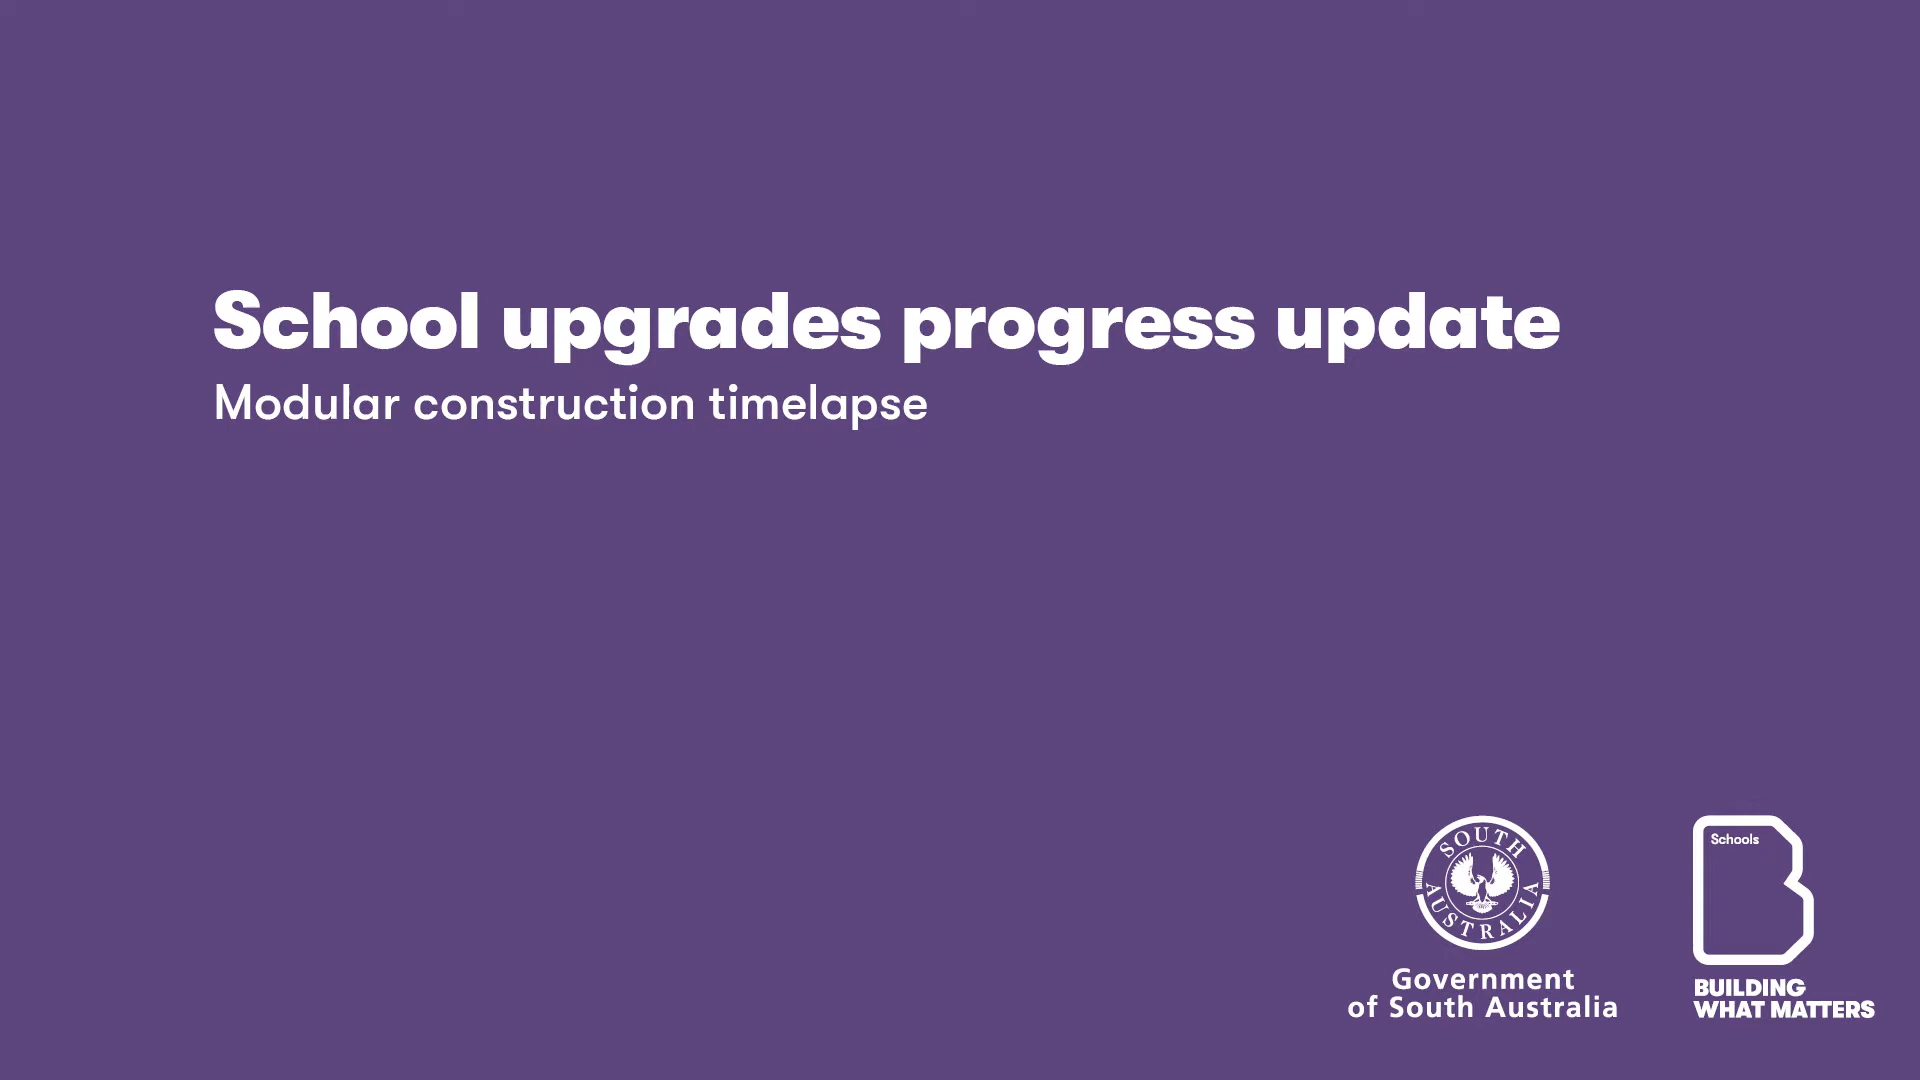 School upgrades progress update
Modular construction timelapse
SOUTH
AUSTRALIA
Government
of South Australia
Schools
BUILDING
WHAT MATTERS